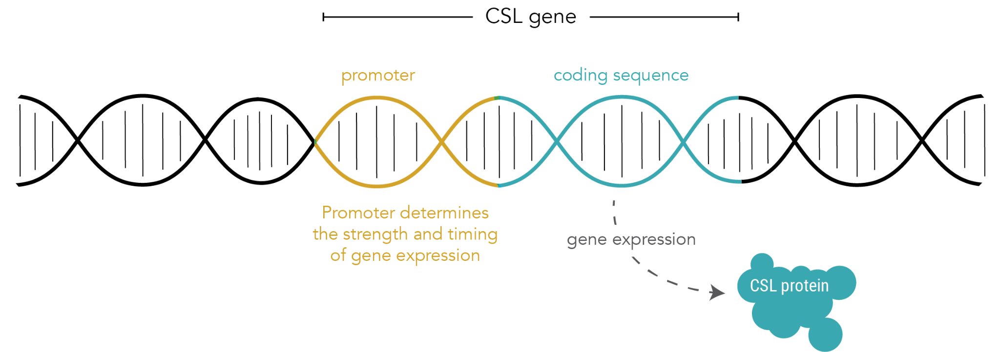 CSL gene
promoter
coding sequence
Promoter determines
the strength and timing
of gene expression
gene expression
CSL protein